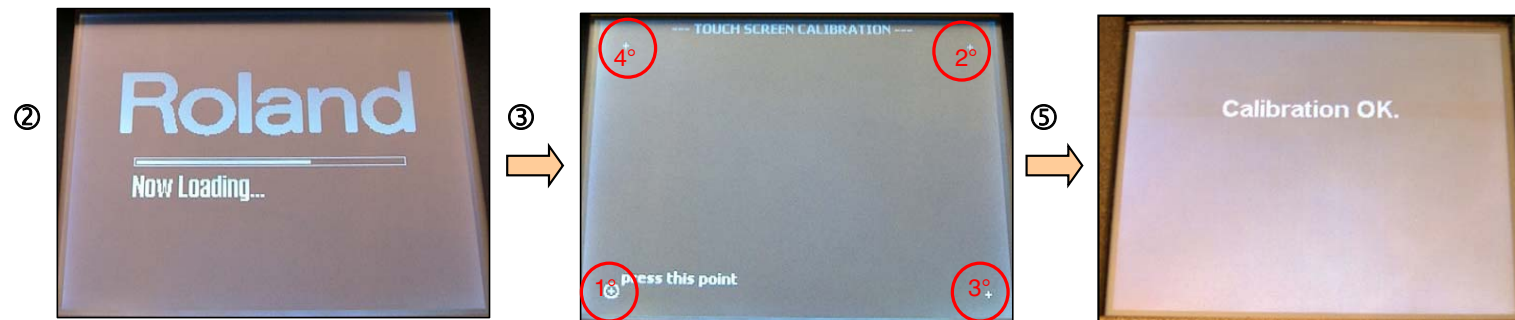 ②
Roland
Now Loading...
③
--- TOUCH SCREEN CALIBRATION ---
4°
2°
press this point
1°
3°
⑤
Calibration OK.